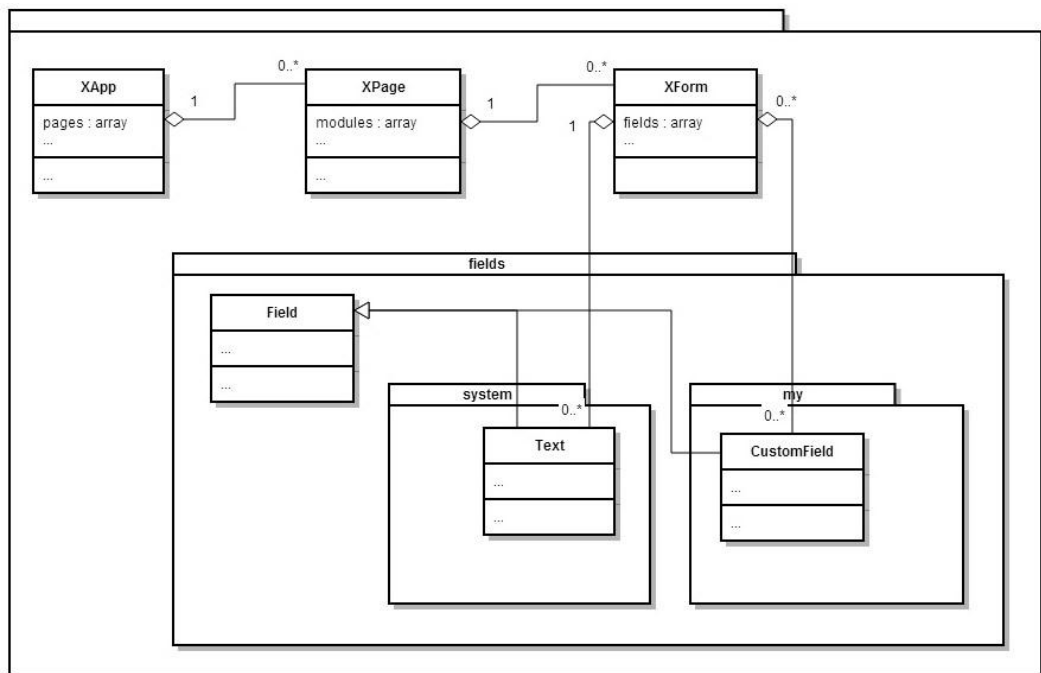 0..*
0..*
XApp
XPage
XForm
1
1
0..*
pages : array
modules : array
1
fields : array
...
...
...
...
...
fields
Field
...
...
system
my
0..*
0..*
Text
CustomField
...
...
...
...